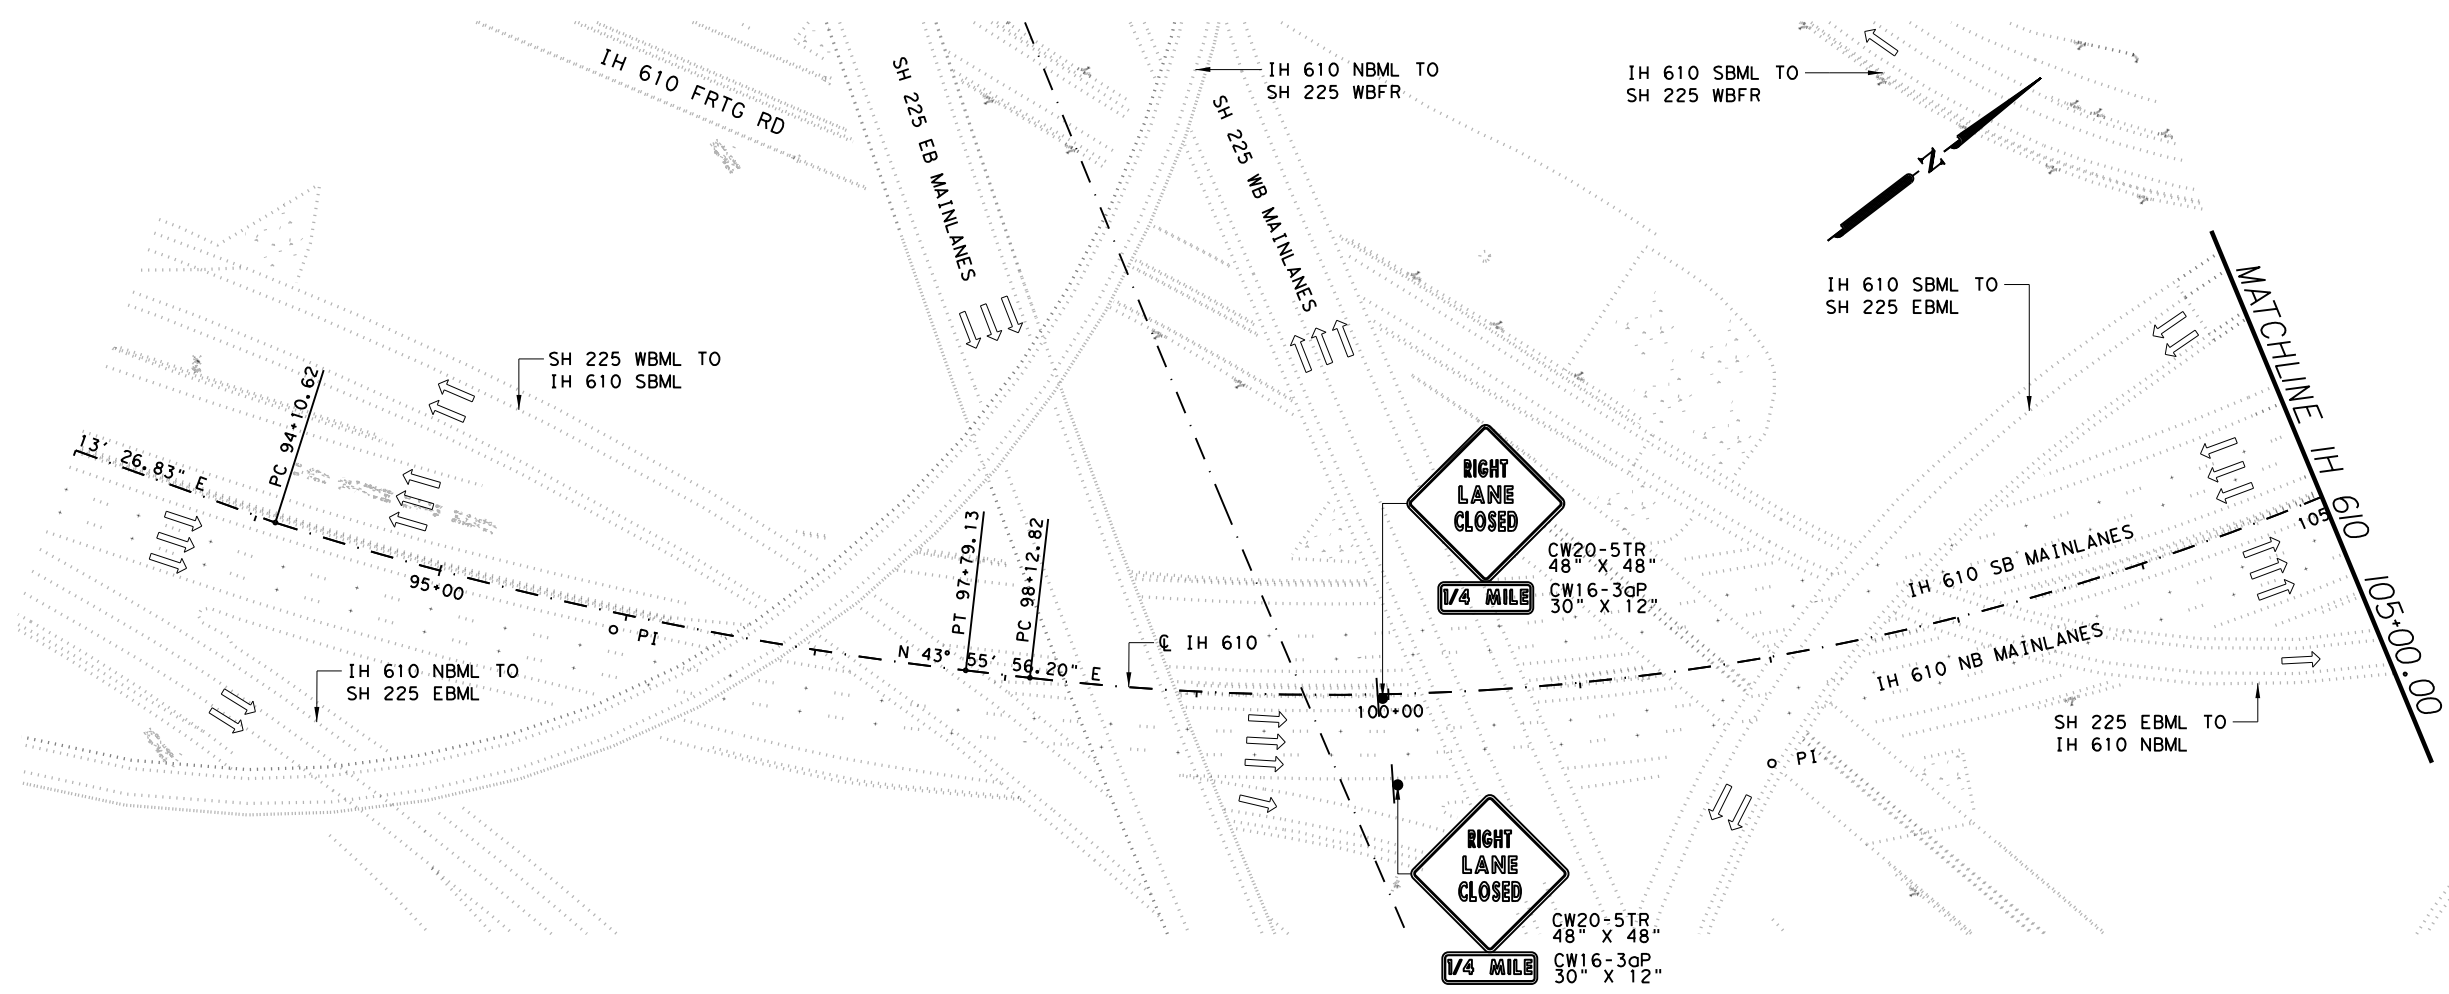 IH 610 FRTG RD
SH 225 EB MAINLANES
IH 610 NBML TO
SH 225 WBFR
SH 225 WB MAINLANES
IH 610 SBML TO
SH 225 WBFR
N
IH 610 SBML TO
SH 225 EBML
MATCHLINE IH 610 105+00.00
SH 225 WBML TO
IH 610 SBML
PC 94+10.62
13' 26.83" E
95+00
PI
RIGHT
LANE
CLOSED
1/4 MILE
CW20-5TR
48" X 48"
CW16-3aP
30" X 12"
PT 97+79.13
PC 98+12.82
N 43° 55' 56.20" E
℄ IH 610
100+00
IH 610 SB MAINLANES
105
IH 610 NB MAINLANES
IH 610 NBML TO
SH 225 EBML
SH 225 EBML TO
IH 610 NBML
PI
RIGHT
LANE
CLOSED
1/4 MILE
CW20-5TR
48" X 48"
CW16-3aP
30" X 12"